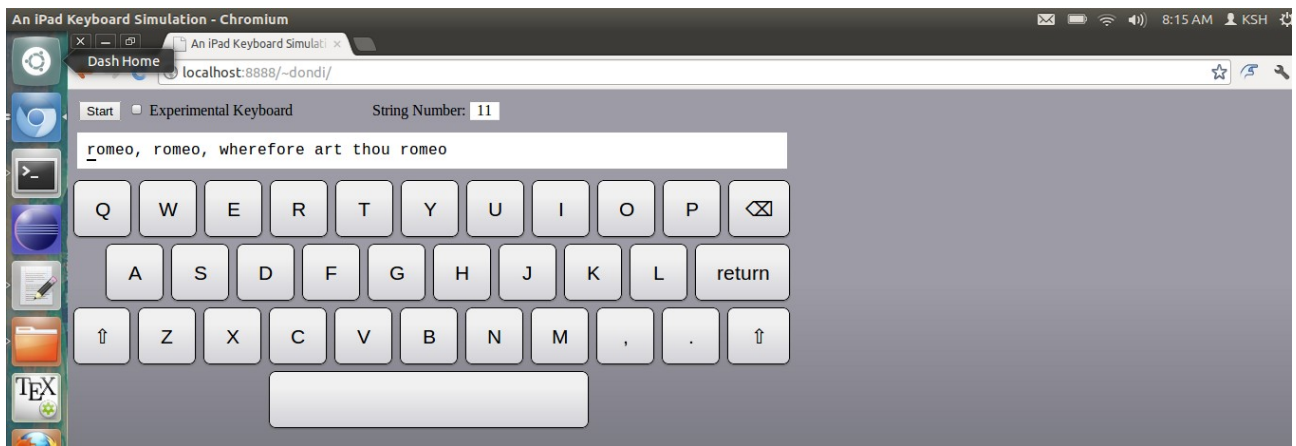 An iPad Keyboard Simulation - Chromium 8:15 AM KSH
An iPad Keyboard Simulati
Dash Home
localhost:8888/~dondi/
Start Experimental Keyboard String Number: 11
romeo, romeo, wherefore art thou romeo
Q W E R T Y U I O P
A S D F G H J K L return
Z X C V B N M , .
TEX